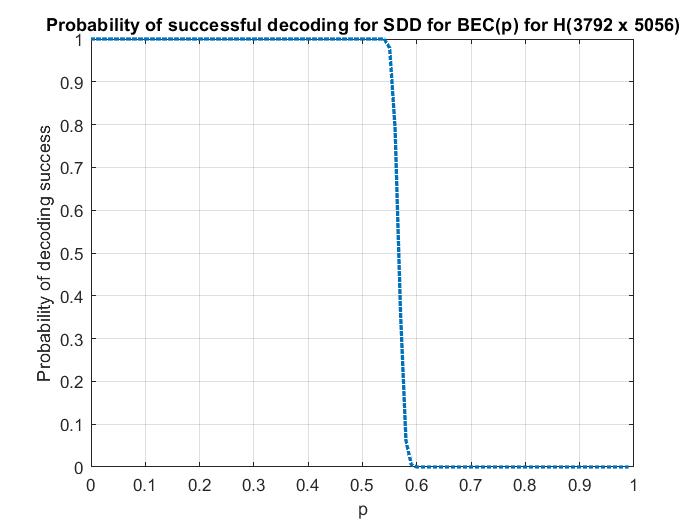 Probability of successful decoding for SDD for BEC(p) for H(3792 x 5056)
1
0.9
0.8
0.7
0.6
0.5
0.4
0.3
0.2
0.1
0
Probability of decoding success
0 0.1 0.2 0.3 0.4 0.5 0.6 0.7 0.8 0.9 1
p